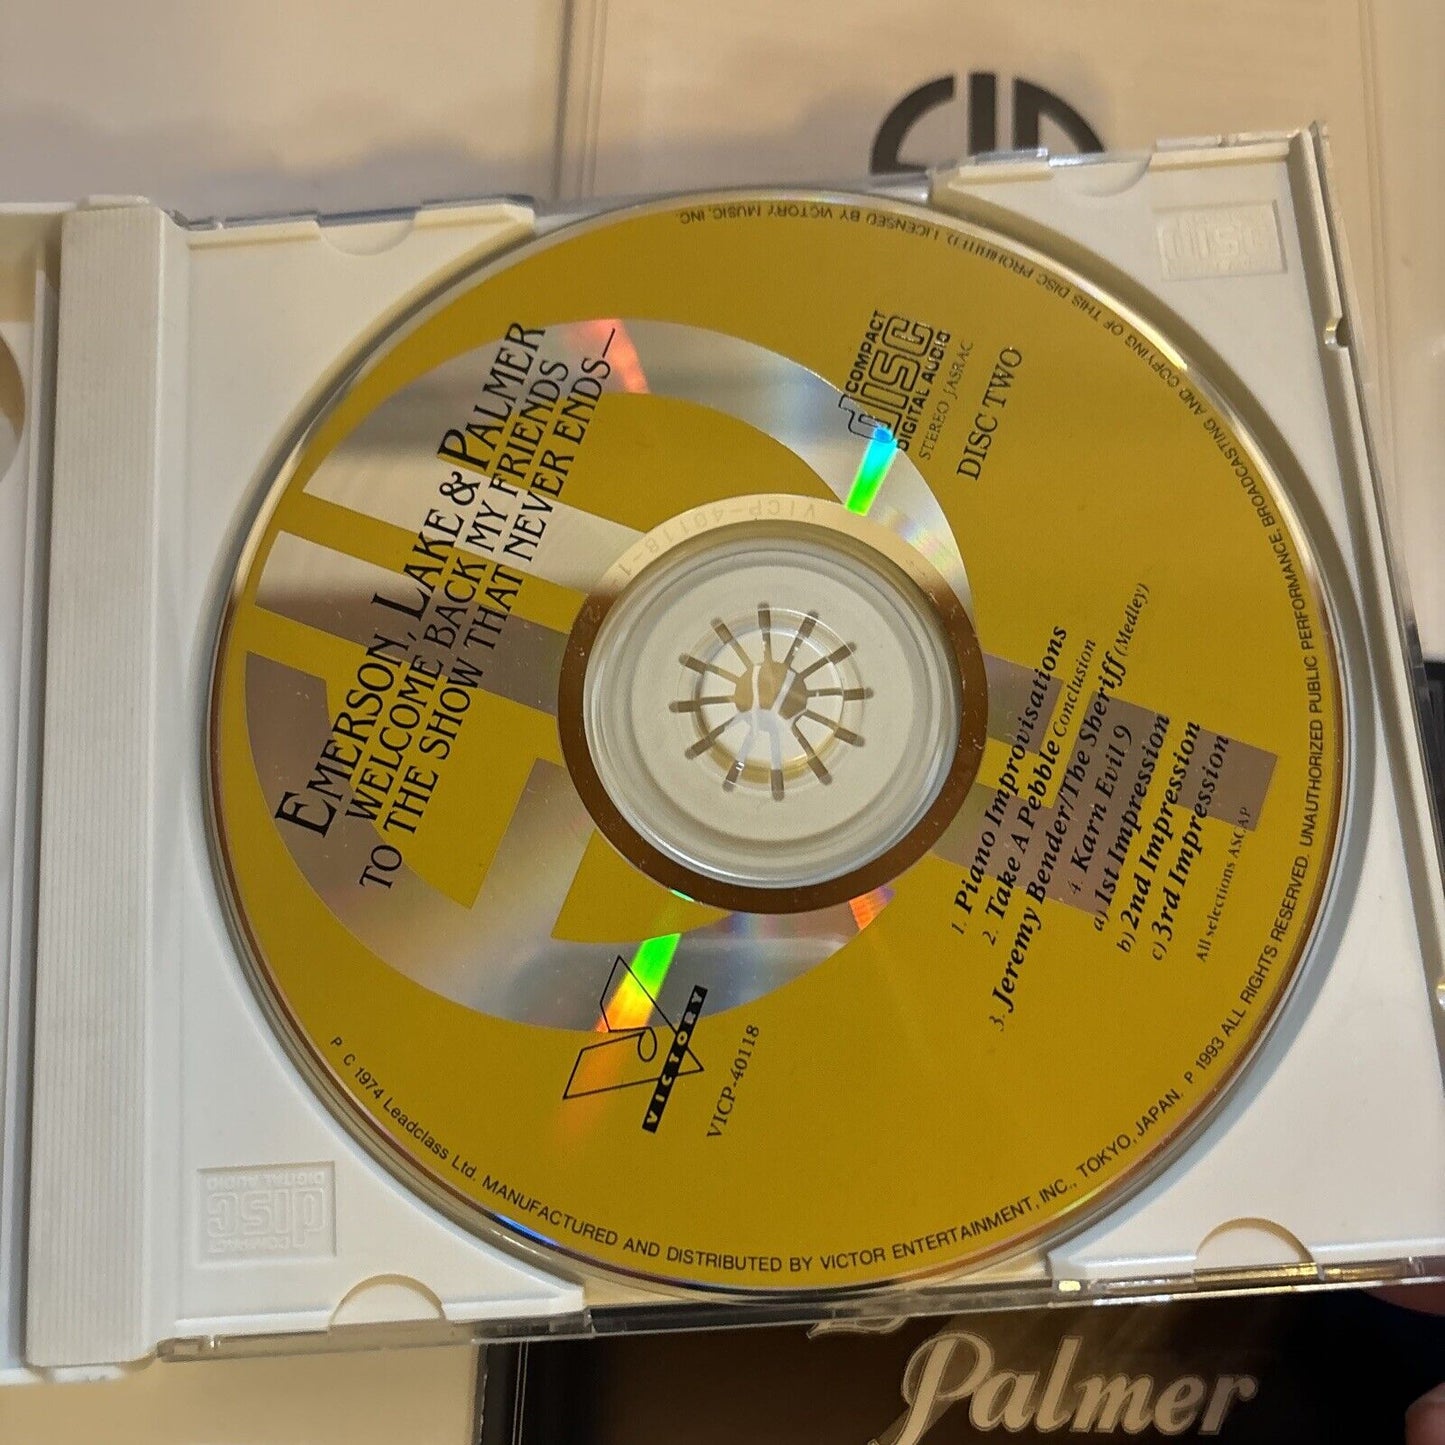 EMERSON, LAKE & PALMER
WELCOME BACK MY FRIENDS
TO THE SHOW THAT NEVER ENDS—
COMPACT
disc
DIGITAL AUDIO
STEREO JASRAC
DISC TWO
1. Piano Improvisations
2. Take A Pebble Conclusion
3. Jeremy Bender/The Sheriff (Medley)
4. Karn Evil 9
a) 1st Impression
b) 2nd Impression
c) 3rd Impression
All selections ASCAP
VICTORY
VICP-40118
P C 1974 Leadclass Ltd. MANUFACTURED AND DISTRIBUTED BY VICTOR ENTERTAINMENT, INC., TOKYO, JAPAN. P 1993 ALL RIGHTS RESERVED. UNAUTHORIZED PUBLIC PERFORMANCE, BROADCASTING AND COPYING OF THIS DISC PROHIBITED. LICENSED BY VICTORY MUSIC, INC.
VICP-40118-1
disc
COMPACT
disc
DIGITAL AUDIO
Palmer